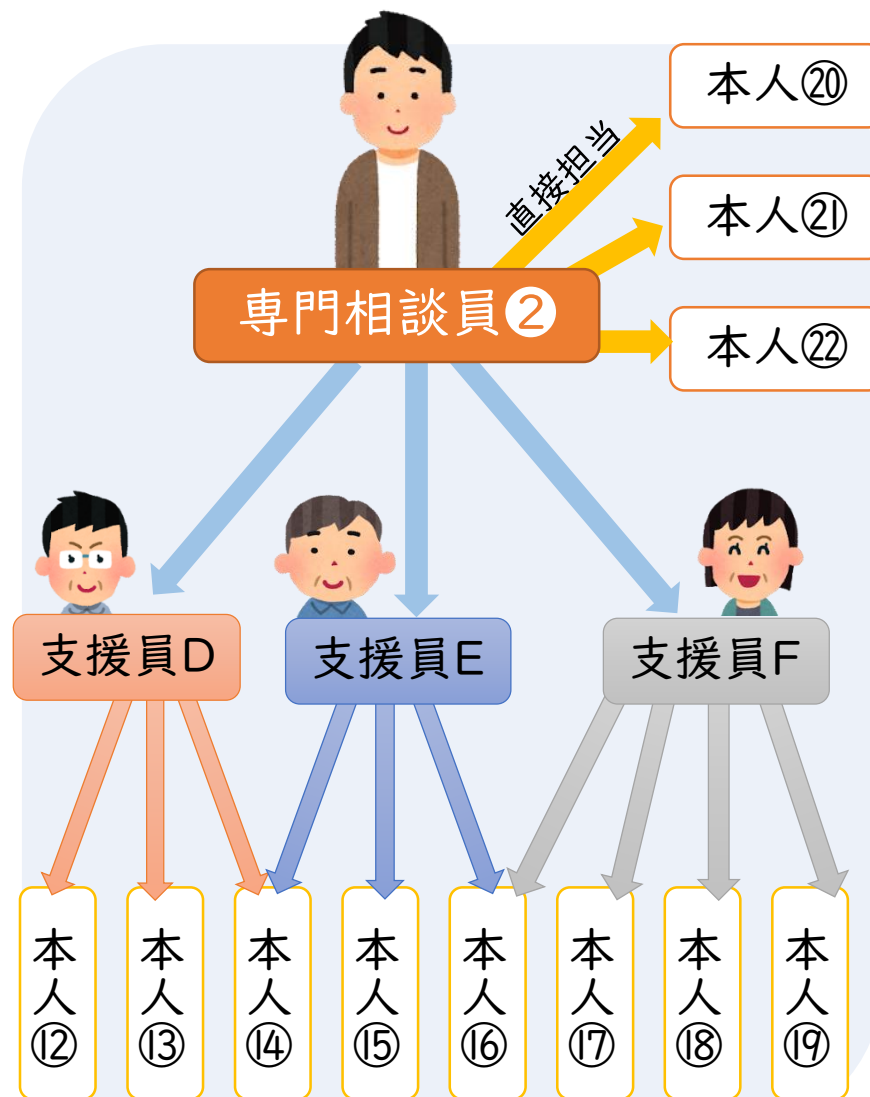 本人⑳
直接担当
本人㉑
専門相談員❷
本人㉒
支援員D
支援員E
支援員F
本人⑫
本人⑬
本人⑭
本人⑮
本人⑯
本人⑰
本人⑱
本人⑲